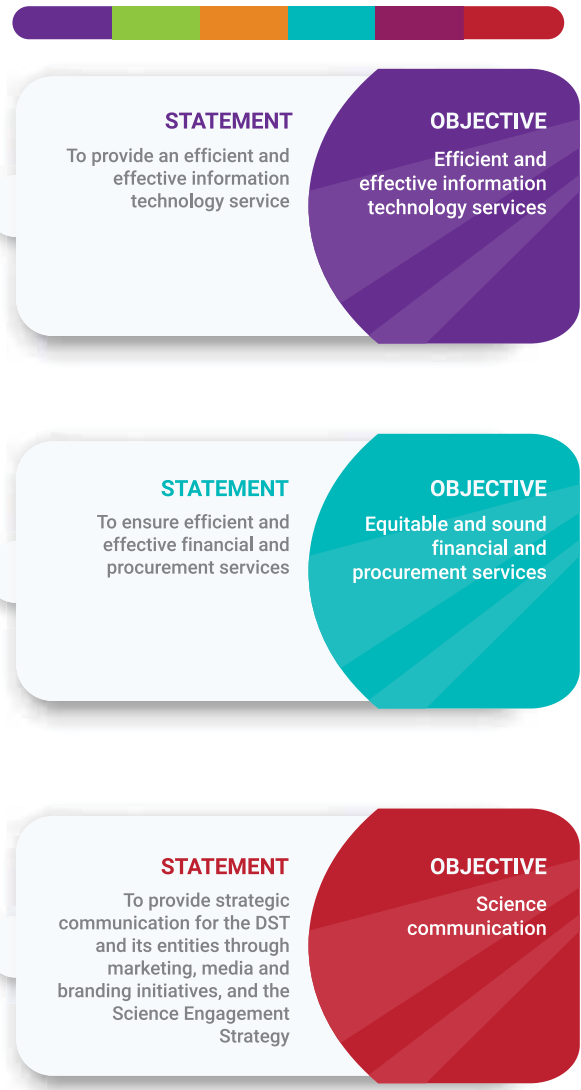 STATEMENT
To provide an efficient and
effective information
technology service
OBJECTIVE
Efficient and
effective information
technology services
STATEMENT
To ensure efficient and
effective financial and
procurement services
OBJECTIVE
Equitable and sound
financial and
procurement services
STATEMENT
To provide strategic
communication for the DST
and its entities through
marketing, media and
branding initiatives, and the
Science Engagement
Strategy
OBJECTIVE
Science
communication